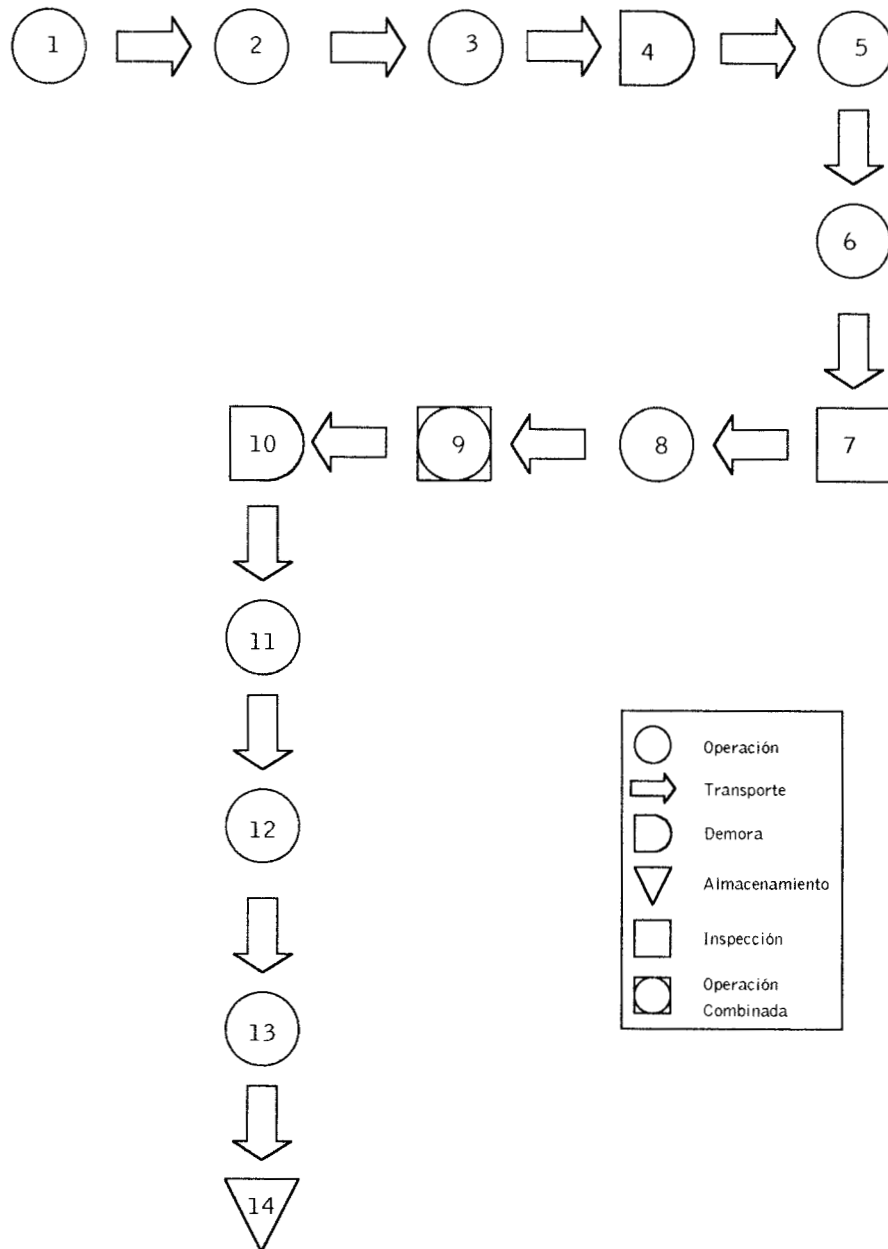 1
2
3
4
5
6
7
8
9
10
11
12
13
14
Operación
Transporte
Demora
Almacenamiento
Inspección
Operación
Combinada